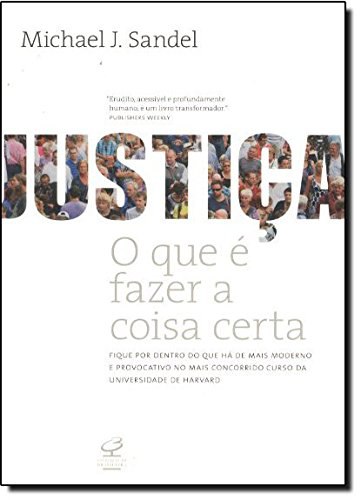 Michael J. Sandel
"Erudito, acessível e profundamente
humano, é um livro transformador."
PUBLISHERS WEEKLY
JUSTIÇA
O que é
fazer a
coisa certa
FIQUE POR DENTRO DO QUE HÁ DE MAIS MODERNO
E PROVOCATIVO NO MAIS CONCORRIDO CURSO DA
UNIVERSIDADE DE HARVARD